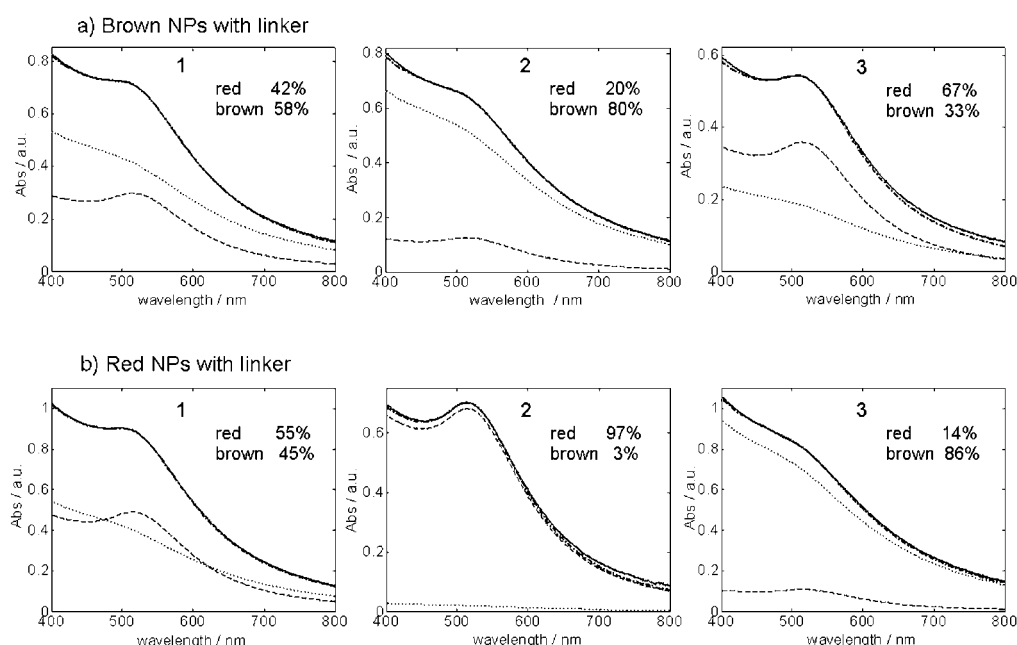 a) Brown NPs with linker
1
red 42%
brown 58%
0.8
0.6
0.4
0.2
0
Abs / a.u.
400 500 600 700 800
wavelength / nm
2
red 20%
brown 80%
0.8
0.6
0.4
0.2
0
Abs / a.u.
400 500 600 700 800
wavelength / nm
3
red 67%
brown 33%
0.6
0.4
0.2
0
Abs / a.u.
400 500 600 700 800
wavelength / nm
b) Red NPs with linker
1
red 55%
brown 45%
1
0.8
0.6
0.4
0.2
0
Abs / a.u.
400 500 600 700 800
wavelength / nm
2
red 97%
brown 3%
0.6
0.4
0.2
0
Abs / a.u.
400 500 600 700 800
wavelength / nm
3
red 14%
brown 86%
1
0.8
0.6
0.4
0.2
0
Abs / a.u.
400 500 600 700 800
wavelength / nm